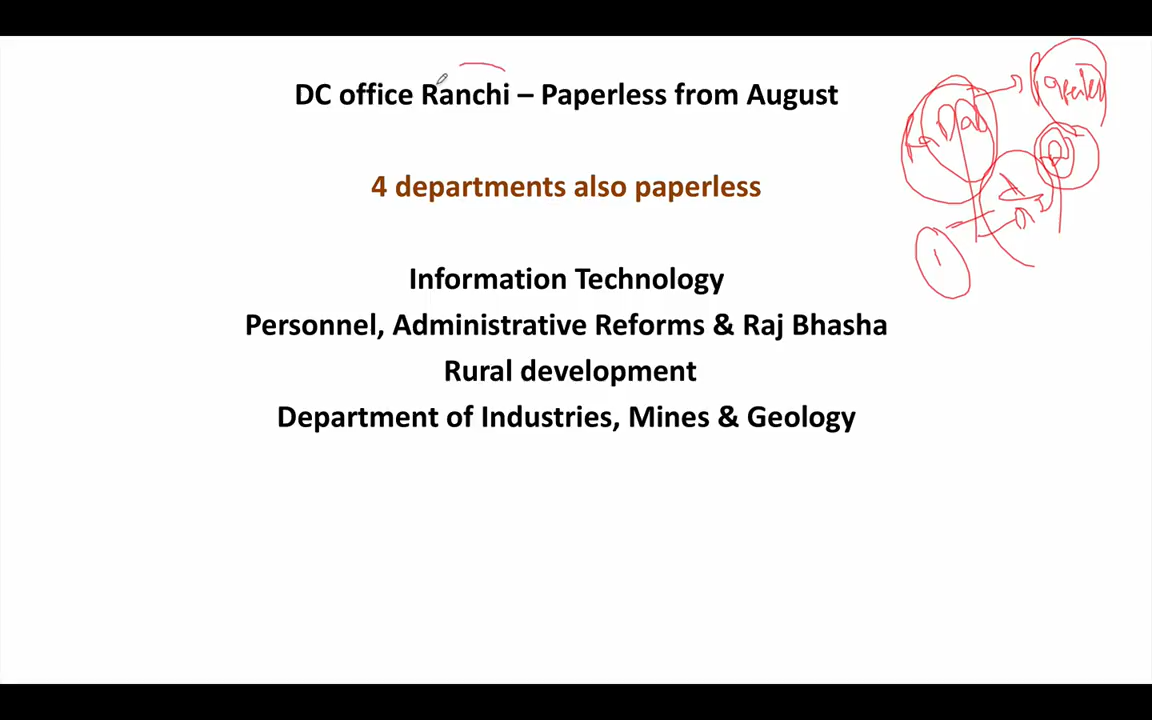 DC office Ranchi – Paperless from August
4 departments also paperless
Information Technology
Personnel, Administrative Reforms & Raj Bhasha
Rural development
Department of Industries, Mines & Geology